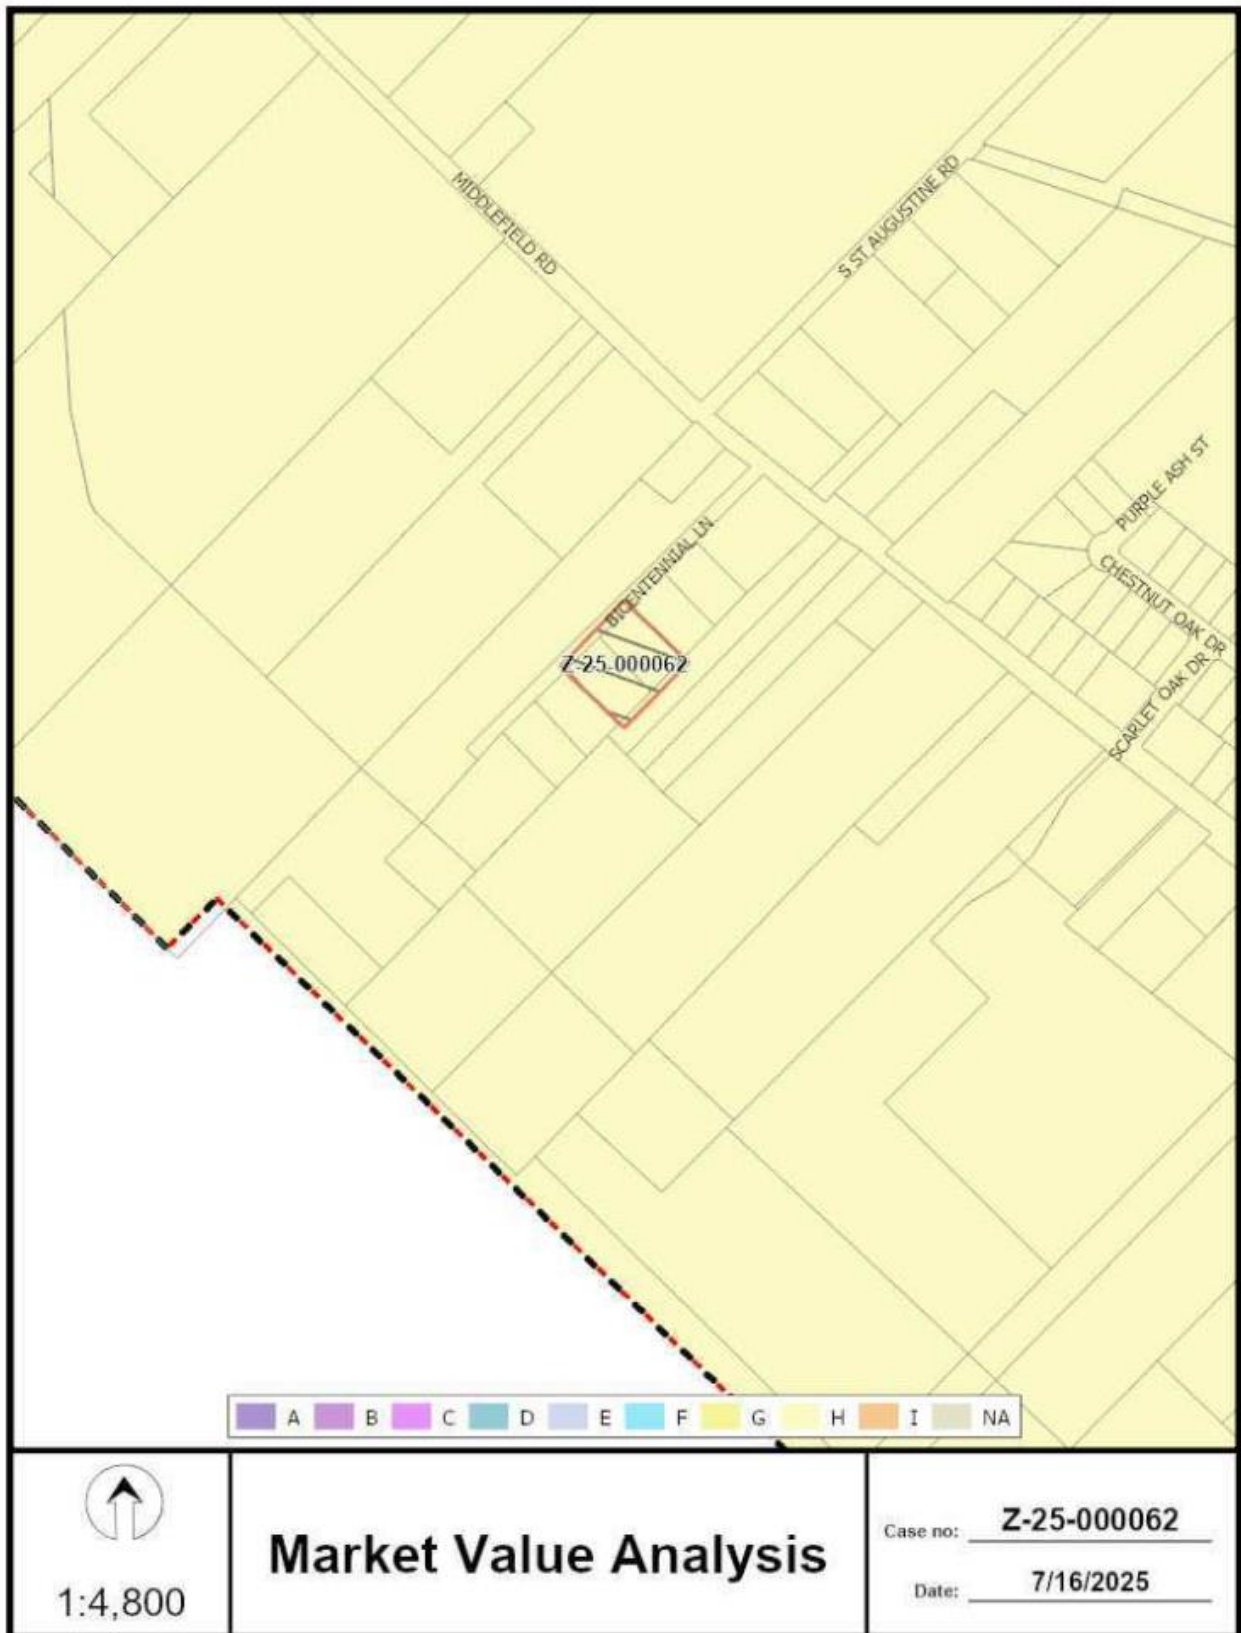 MIDDLEFIELD RD
S ST AUGUSTINE RD
PURPLE ASH ST
BICENTENNIAL LN
CHESTNUT OAK DR
SCARLET OAK DR
Z-25-000062
A B C D E F G H I NA
1:4,800
Market Value Analysis
Case no: Z-25-000062
Date: 7/16/2025